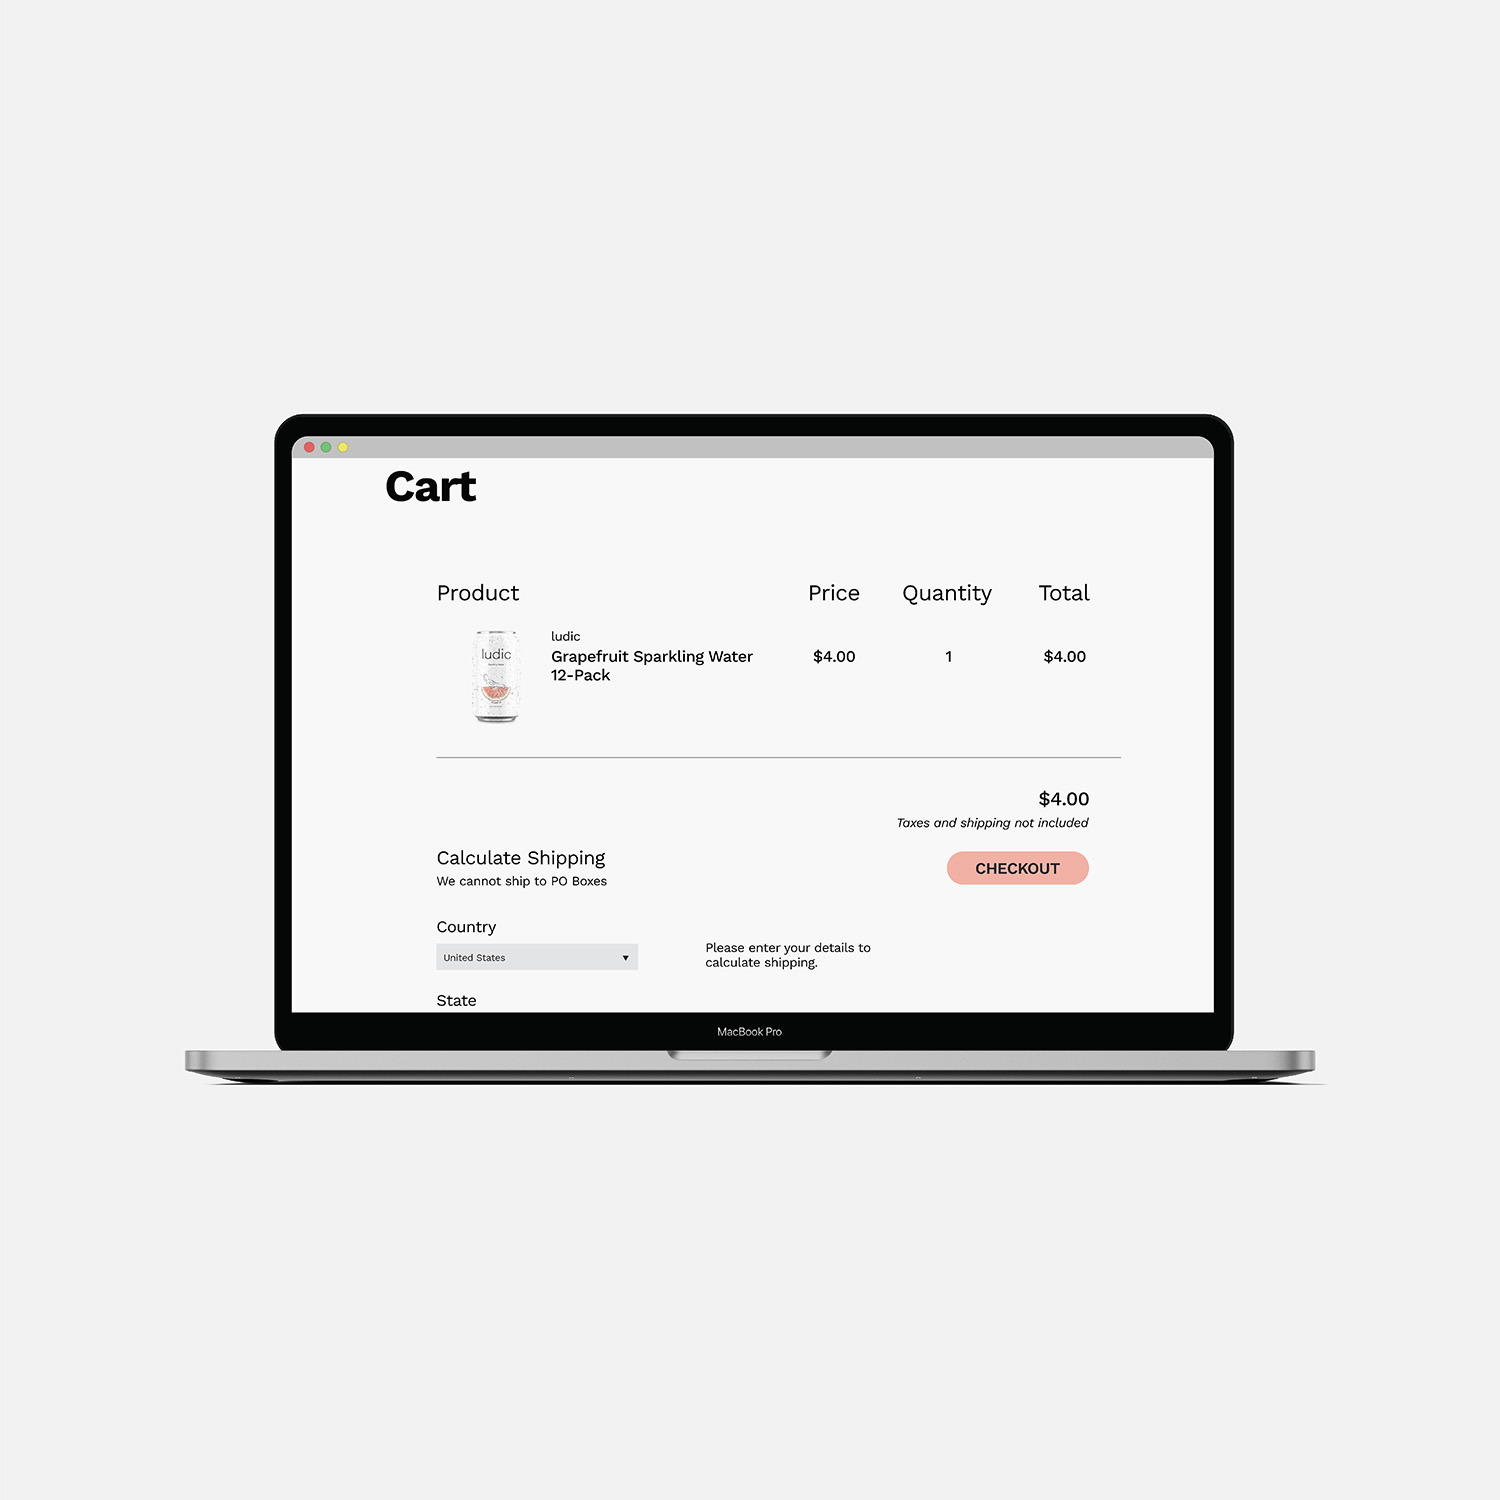 Cart
Product Price Quantity Total
ludic
ludic
Grapefruit Sparkling Water $4.00 1 $4.00
12-Pack
$4.00
Taxes and shipping not included
Calculate Shipping
CHECKOUT
We cannot ship to PO Boxes
Country
United States
Please enter your details to
calculate shipping.
State
MacBook Pro